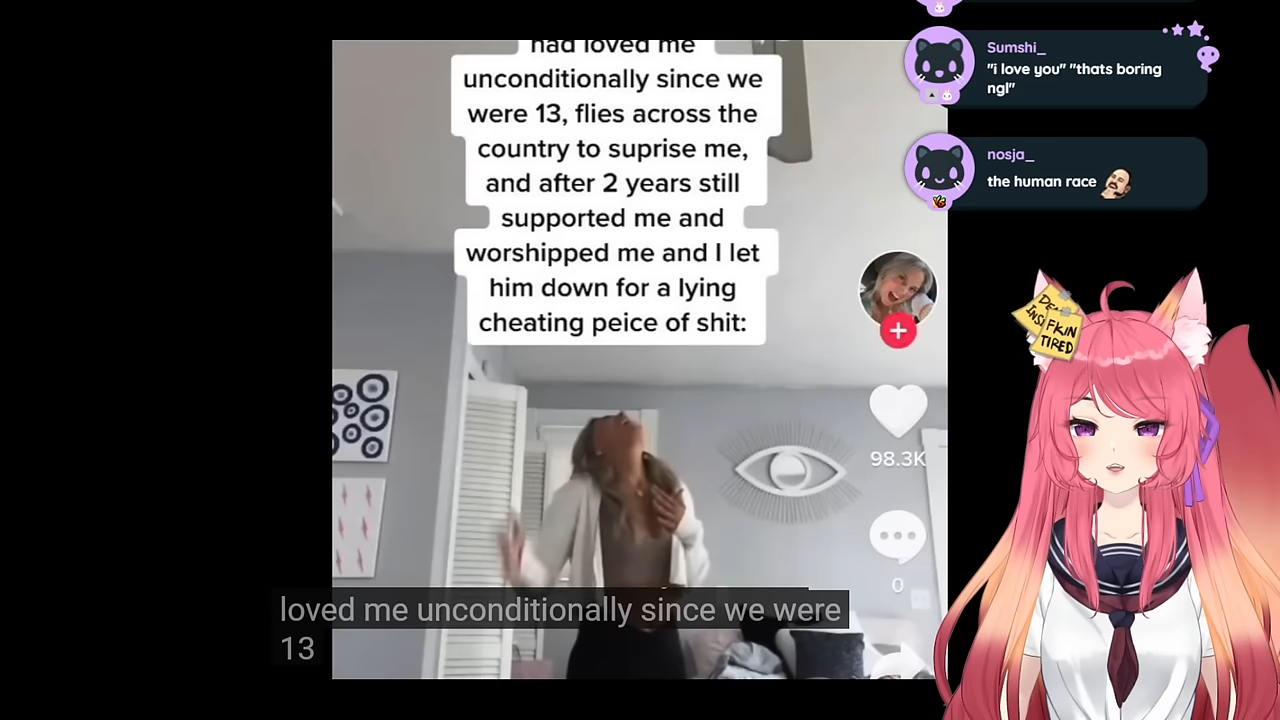 had loved me
unconditionally since we
were 13, flies across the
country to suprise me,
and after 2 years still
supported me and
worshipped me and I let
him down for a lying
cheating peice of shit:
98.3K
0
loved me unconditionally since we were
13
Sumshi_
"i love you" "thats boring
ngl"
nosja_
the human race
FKIN
TIRED